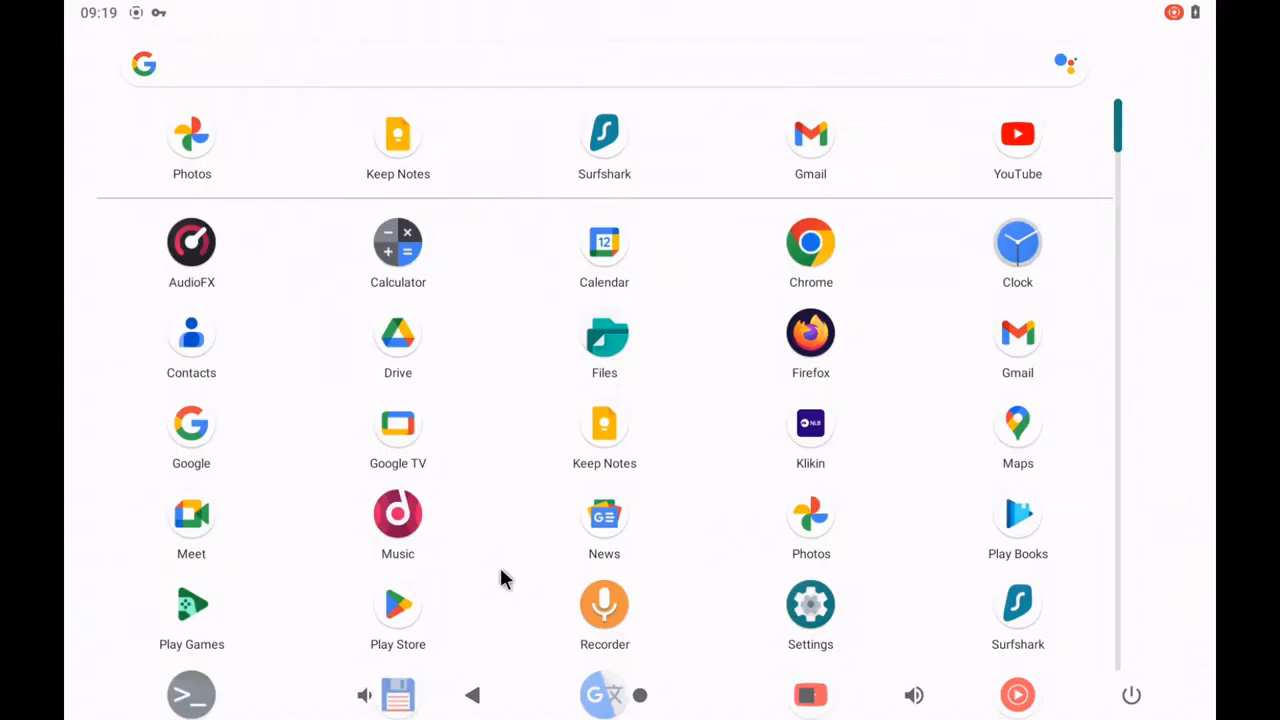 09:19
Photos Keep Notes Surfshark Gmail YouTube
AudioFX Calculator Calendar Chrome Clock
Contacts Drive Files Firefox Gmail
Google Google TV Keep Notes Klikin Maps
Meet Music News Photos Play Books
Play Games Play Store Recorder Settings Surfshark